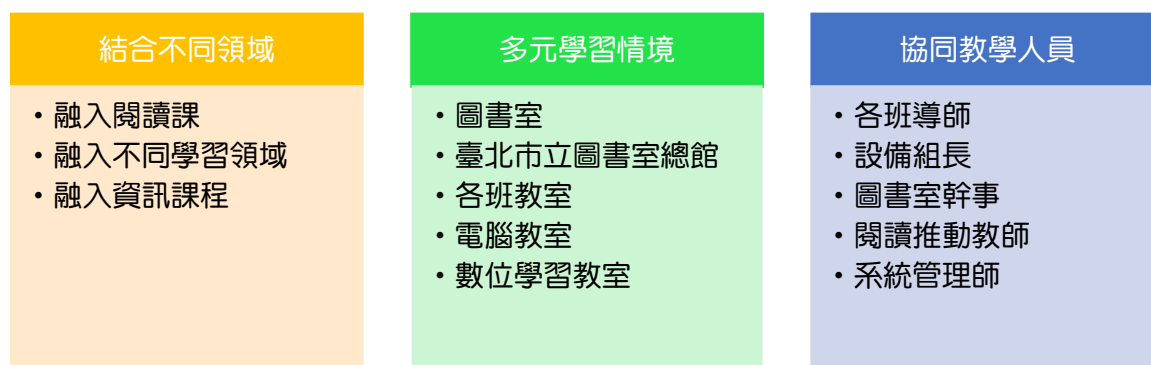 結合不同領域
・融入閱讀課
・融入不同學習領域
・融入資訊課程
多元學習情境
・圖書室
・臺北市立圖書室總館
・各班教室
・電腦教室
・數位學習教室
協同教學人員
・各班導師
・設備組長
・圖書室幹事
・閱讀推動教師
・系統管理師